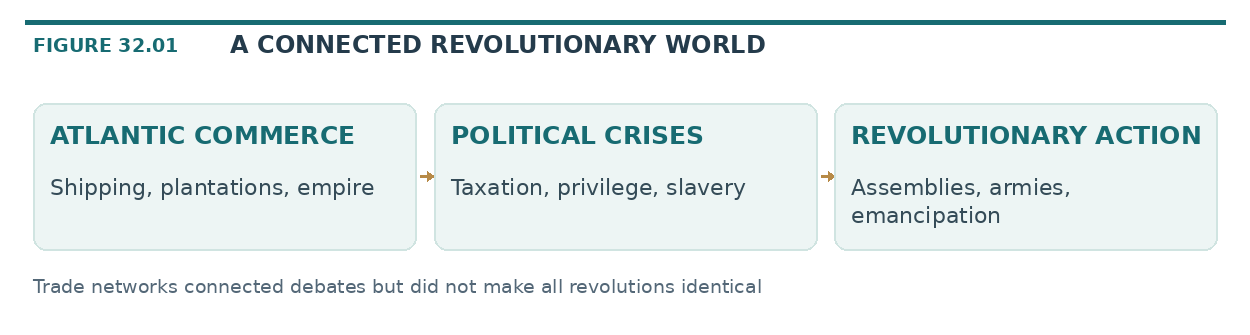 FIGURE 32.01 A CONNECTED REVOLUTIONARY WORLD
ATLANTIC COMMERCE
Shipping, plantations, empire
POLITICAL CRISES
Taxation, privilege, slavery
REVOLUTIONARY ACTION
Assemblies, armies,
emancipation
Trade networks connected debates but did not make all revolutions identical